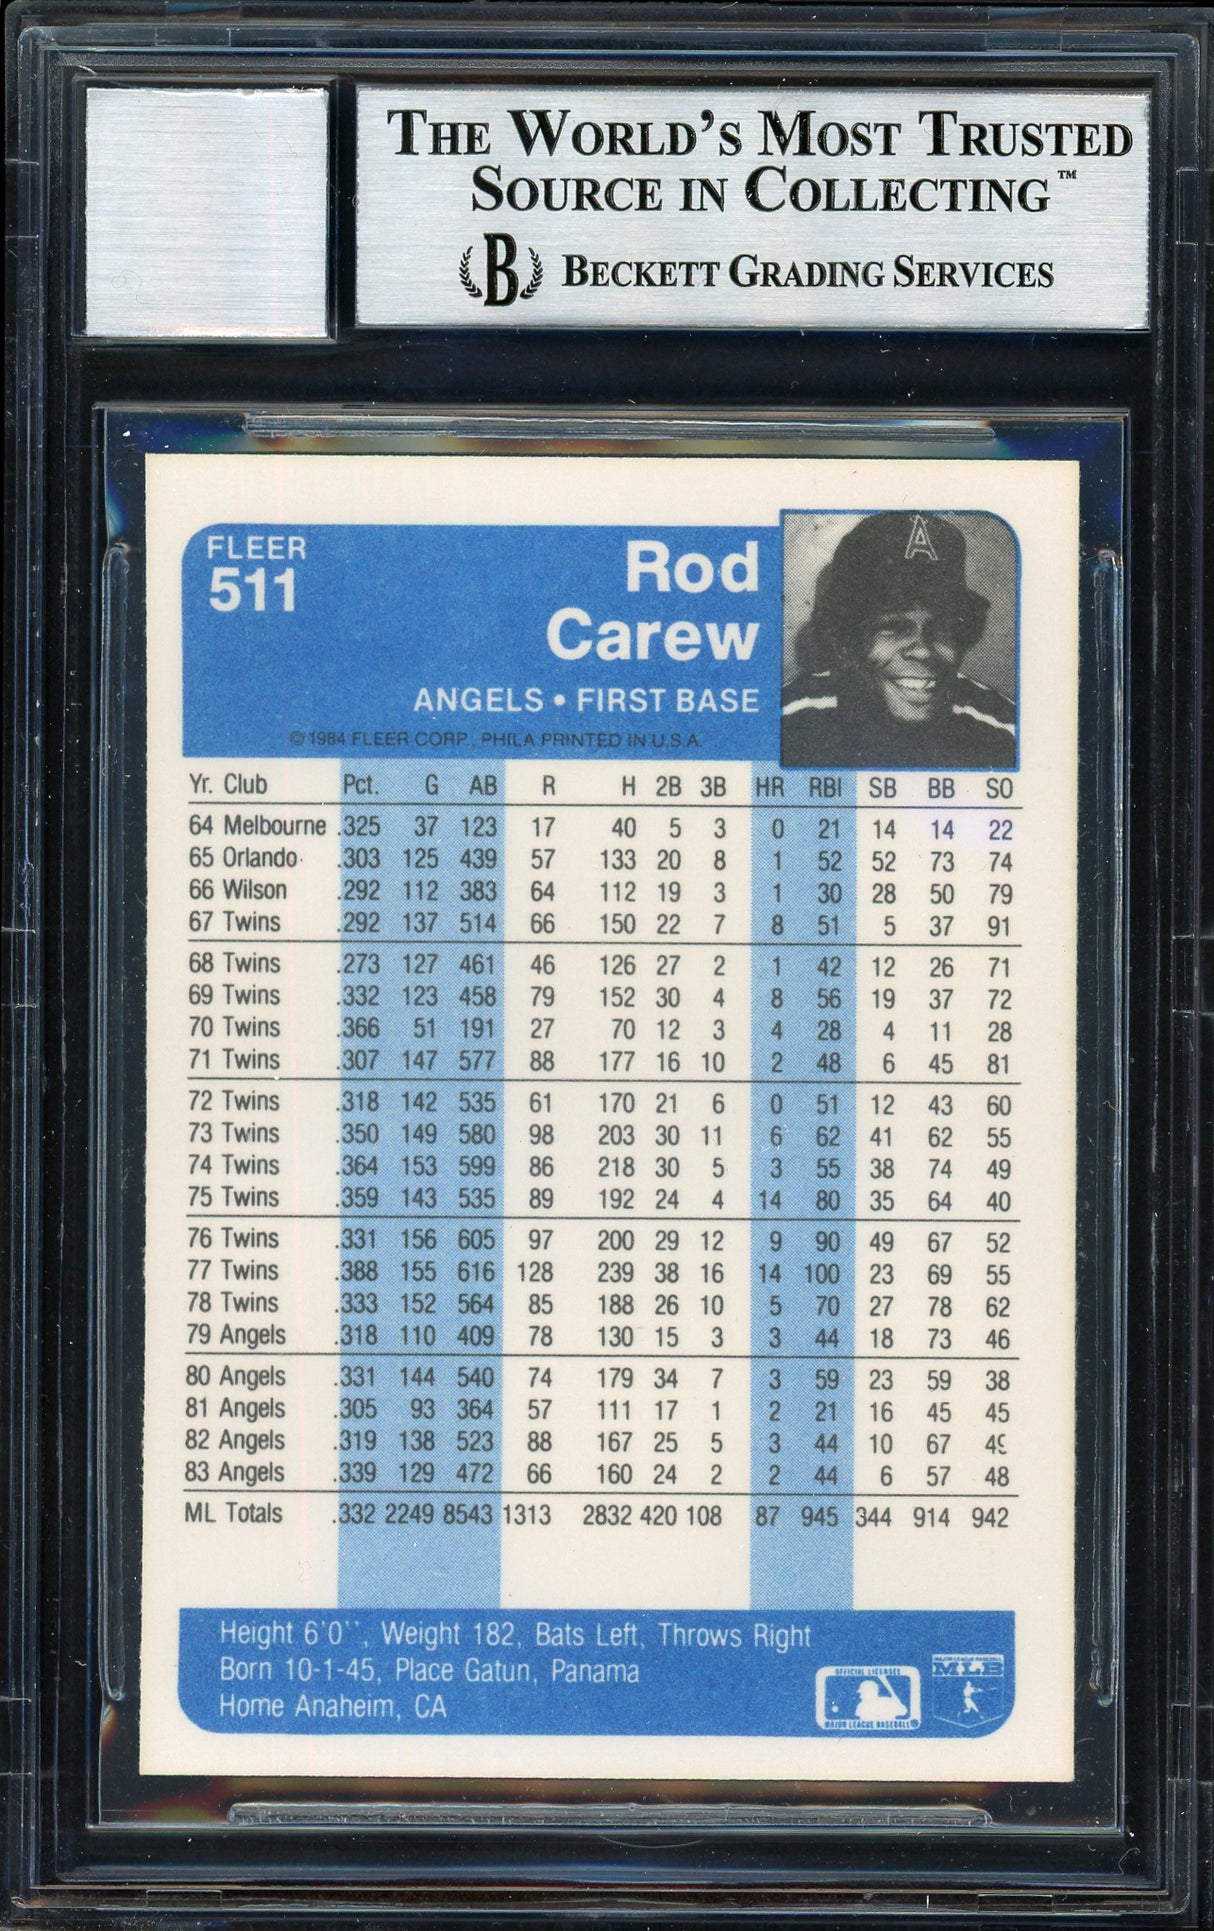 THE WORLD'S MOST TRUSTED
SOURCE IN COLLECTING™
B BECKETT GRADING SERVICES
FLEER
511
Rod
Carew
A
ANGELS • FIRST BASE
© 1984 FLEER CORP., PHILA PRINTED IN U.S.A.
Yr. Club Pct. G AB R H 2B 3B HR RBI SB BB SO
64 Melbourne .325 37 123 17 40 5 3 0 21 14 14 22
65 Orlando .303 125 439 57 133 20 8 1 52 52 73 74
66 Wilson .292 112 383 64 112 19 3 1 30 28 50 79
67 Twins .292 137 514 66 150 22 7 8 51 5 37 91
68 Twins .273 127 461 46 126 27 2 1 42 12 26 71
69 Twins .332 123 458 79 152 30 4 8 56 19 37 72
70 Twins .366 51 191 27 70 12 3 4 28 4 11 28
71 Twins .307 147 577 88 177 16 10 2 48 6 45 81
72 Twins .318 142 535 61 170 21 6 0 51 12 43 60
73 Twins .350 149 580 98 203 30 11 6 62 41 62 55
74 Twins .364 153 599 86 218 30 5 3 55 38 74 49
75 Twins .359 143 535 89 192 24 4 14 80 35 64 40
76 Twins .331 156 605 97 200 29 12 9 90 49 67 52
77 Twins .388 155 616 128 239 38 16 14 100 23 69 55
78 Twins .333 152 564 85 188 26 10 5 70 27 78 62
79 Angels .318 110 409 78 130 15 3 3 44 18 73 46
80 Angels .331 144 540 74 179 34 7 3 59 23 59 38
81 Angels .305 93 364 57 111 17 1 2 21 16 45 45
82 Angels .319 138 523 88 167 25 5 3 44 10 67 49
83 Angels .339 129 472 66 160 24 2 2 44 6 57 48
ML Totals .332 2249 8543 1313 2832 420 108 87 945 344 914 942
Height 6'0'', Weight 182, Bats Left, Throws Right
Born 10-1-45, Place Gatun, Panama
Home Anaheim, CA
OFFICIAL LICENSEE
MAJOR LEAGUE BASEBALL
MAJOR LEAGUE BASEBALL
MLB